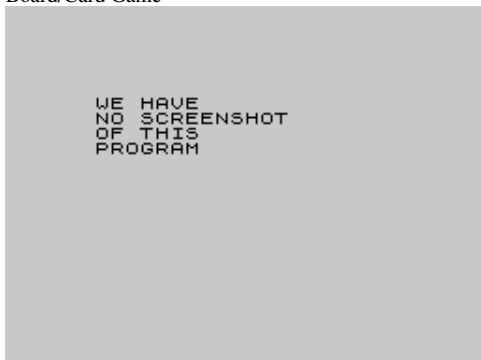 Board/Card Game
WE HAVE
NO SCREENSHOT
OF THIS
PROGRAM